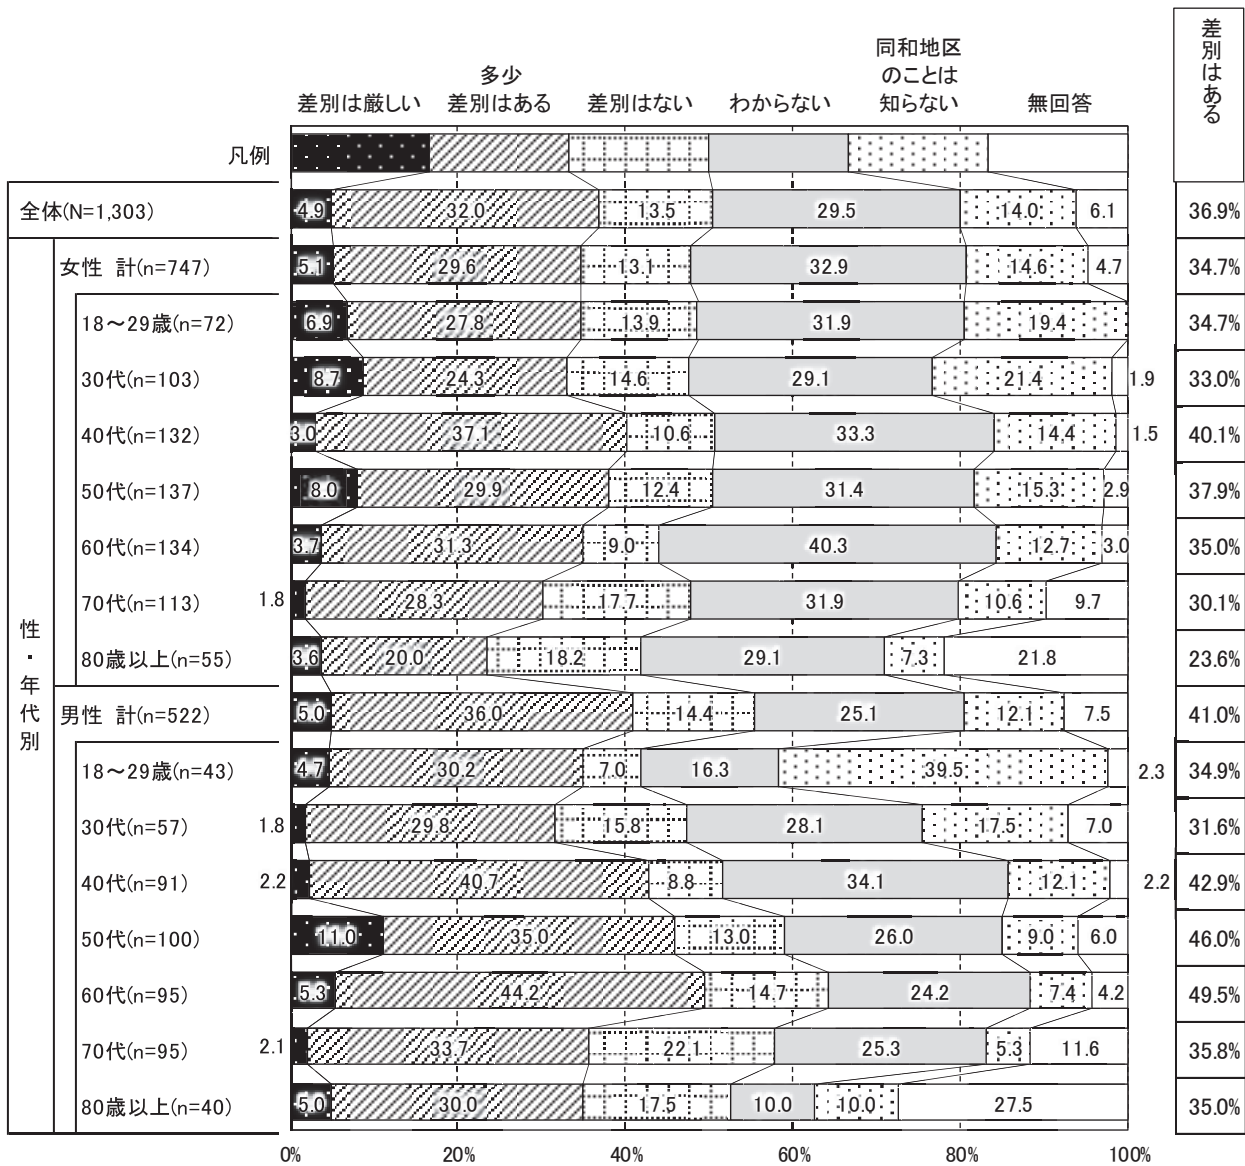 差別は厳しい
多少
差別はある
差別はない
わからない
同和地区
のことは
知らない
無回答
差別はある
凡例
全体(N=1,303) 4.9 32.0 13.5 29.5 14.0 6.1 36.9%
性・年代別
女性 計(n=747) 5.1 29.6 13.1 32.9 14.6 4.7 34.7%
18～29歳(n=72) 6.9 27.8 13.9 31.9 19.4 34.7%
30代(n=103) 8.7 24.3 14.6 29.1 21.4 1.9 33.0%
40代(n=132) 3.0 37.1 10.6 33.3 14.4 1.5 40.1%
50代(n=137) 8.0 29.9 12.4 31.4 15.3 2.9 37.9%
60代(n=134) 3.7 31.3 9.0 40.3 12.7 3.0 35.0%
70代(n=113) 1.8 28.3 17.7 31.9 10.6 9.7 30.1%
80歳以上(n=55) 3.6 20.0 18.2 29.1 7.3 21.8 23.6%
男性 計(n=522) 5.0 36.0 14.4 25.1 12.1 7.5 41.0%
18～29歳(n=43) 4.7 30.2 7.0 16.3 39.5 2.3 34.9%
30代(n=57) 1.8 29.8 15.8 28.1 17.5 7.0 31.6%
40代(n=91) 2.2 40.7 8.8 34.1 12.1 2.2 42.9%
50代(n=100) 11.0 35.0 13.0 26.0 9.0 6.0 46.0%
60代(n=95) 5.3 44.2 14.7 24.2 7.4 4.2 49.5%
70代(n=95) 2.1 33.7 22.1 25.3 5.3 11.6 35.8%
80歳以上(n=40) 5.0 30.0 17.5 10.0 10.0 27.5 35.0%
0% 20% 40% 60% 80% 100%